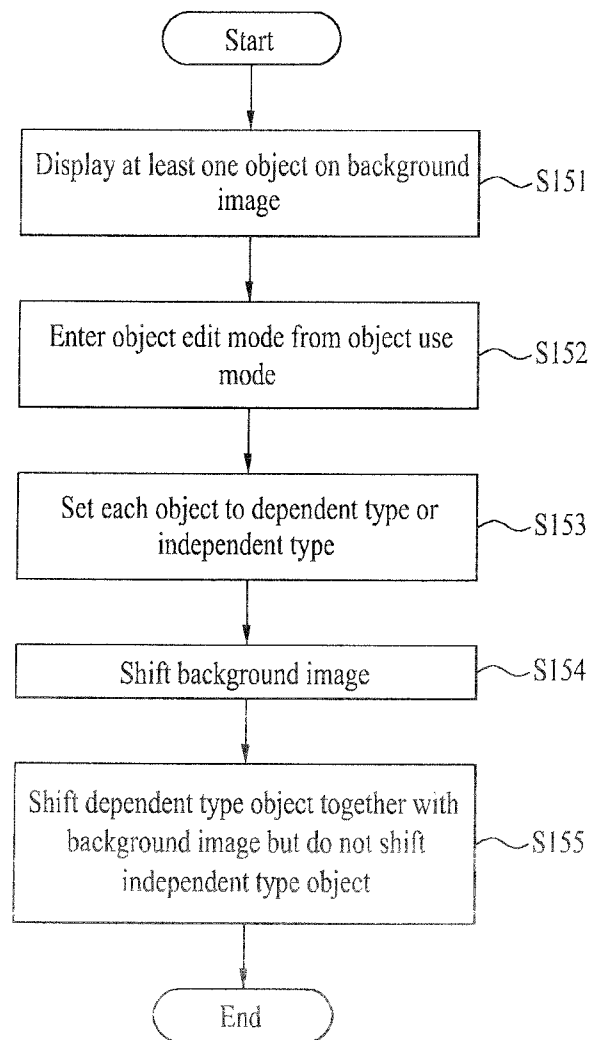 Start
Display at least one object on background
image
S151
Enter object edit mode from object use
mode
S152
Set each object to dependent type or
independent type
S153
Shift background image
S154
Shift dependent type object together with
background image but do not shift
independent type object
S155
End